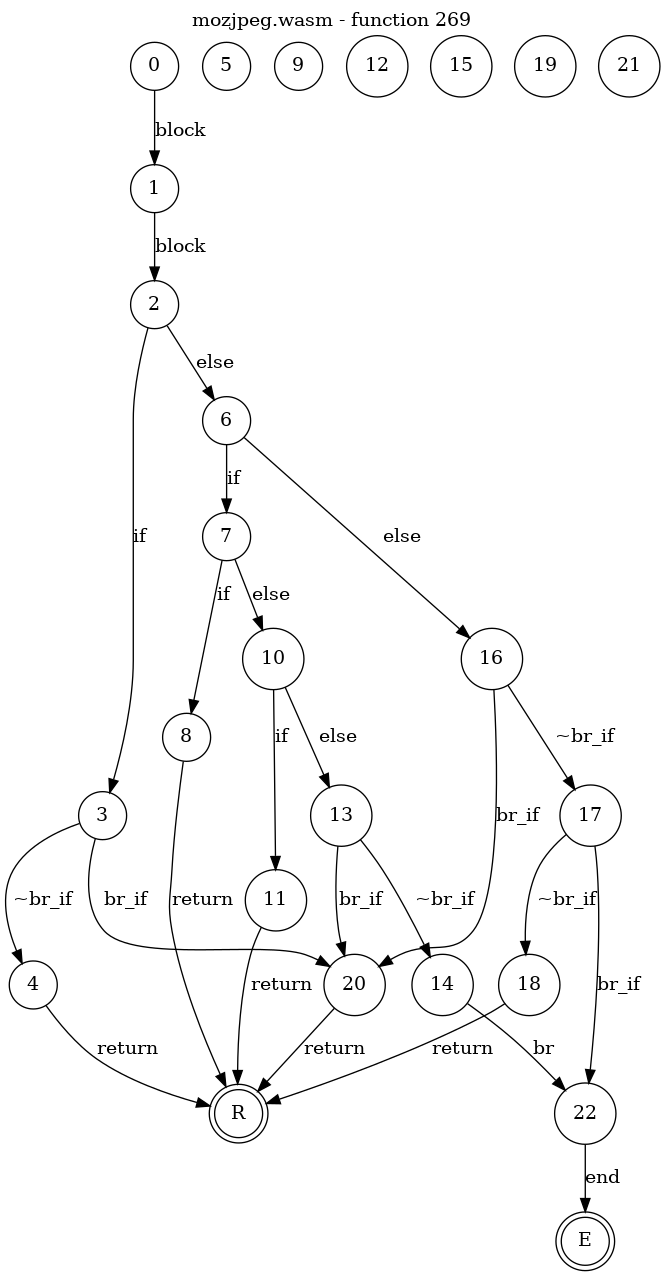 mozjpeg.wasm - function 269
0 5 9 12 15 19 21
block
1
block
2
else
6
if
if else
7
if else
10 16
if else ~br_if
8
3 13 br_if 17
~br_if br_if return 11 br_if ~br_if ~br_if
4 return 20 14 18 br_if
return return return br
R 22
end
E